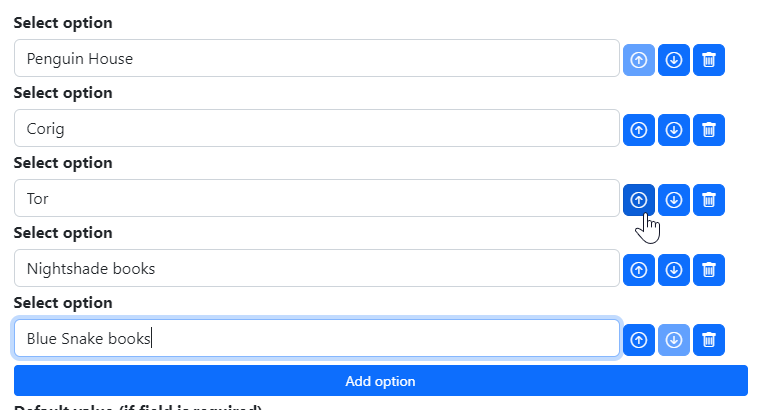 Select option
Penguin House
Select option
Corig
Select option
Tor
Select option
Nightshade books
Select option
Blue Snake books
Add option
Default value (if field is required)